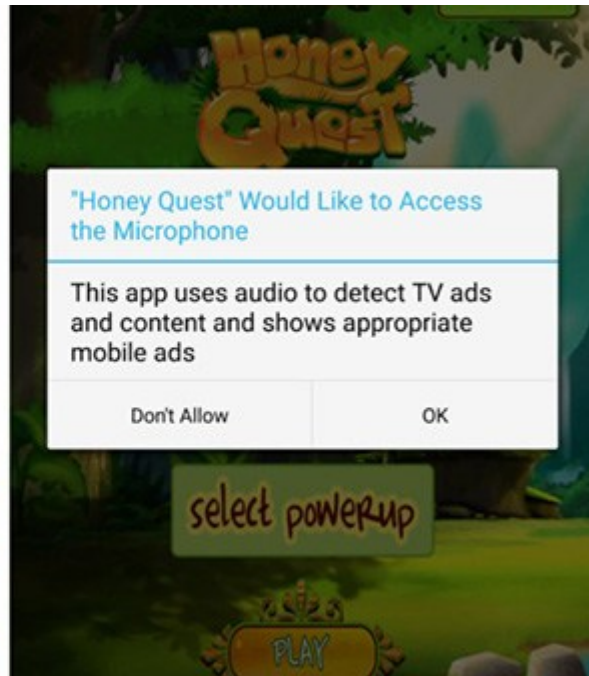 Honey
Quest
"Honey Quest" Would Like to Access
the Microphone
This app uses audio to detect TV ads
and content and shows appropriate
mobile ads
Don't Allow
OK
select powerup
PLAY